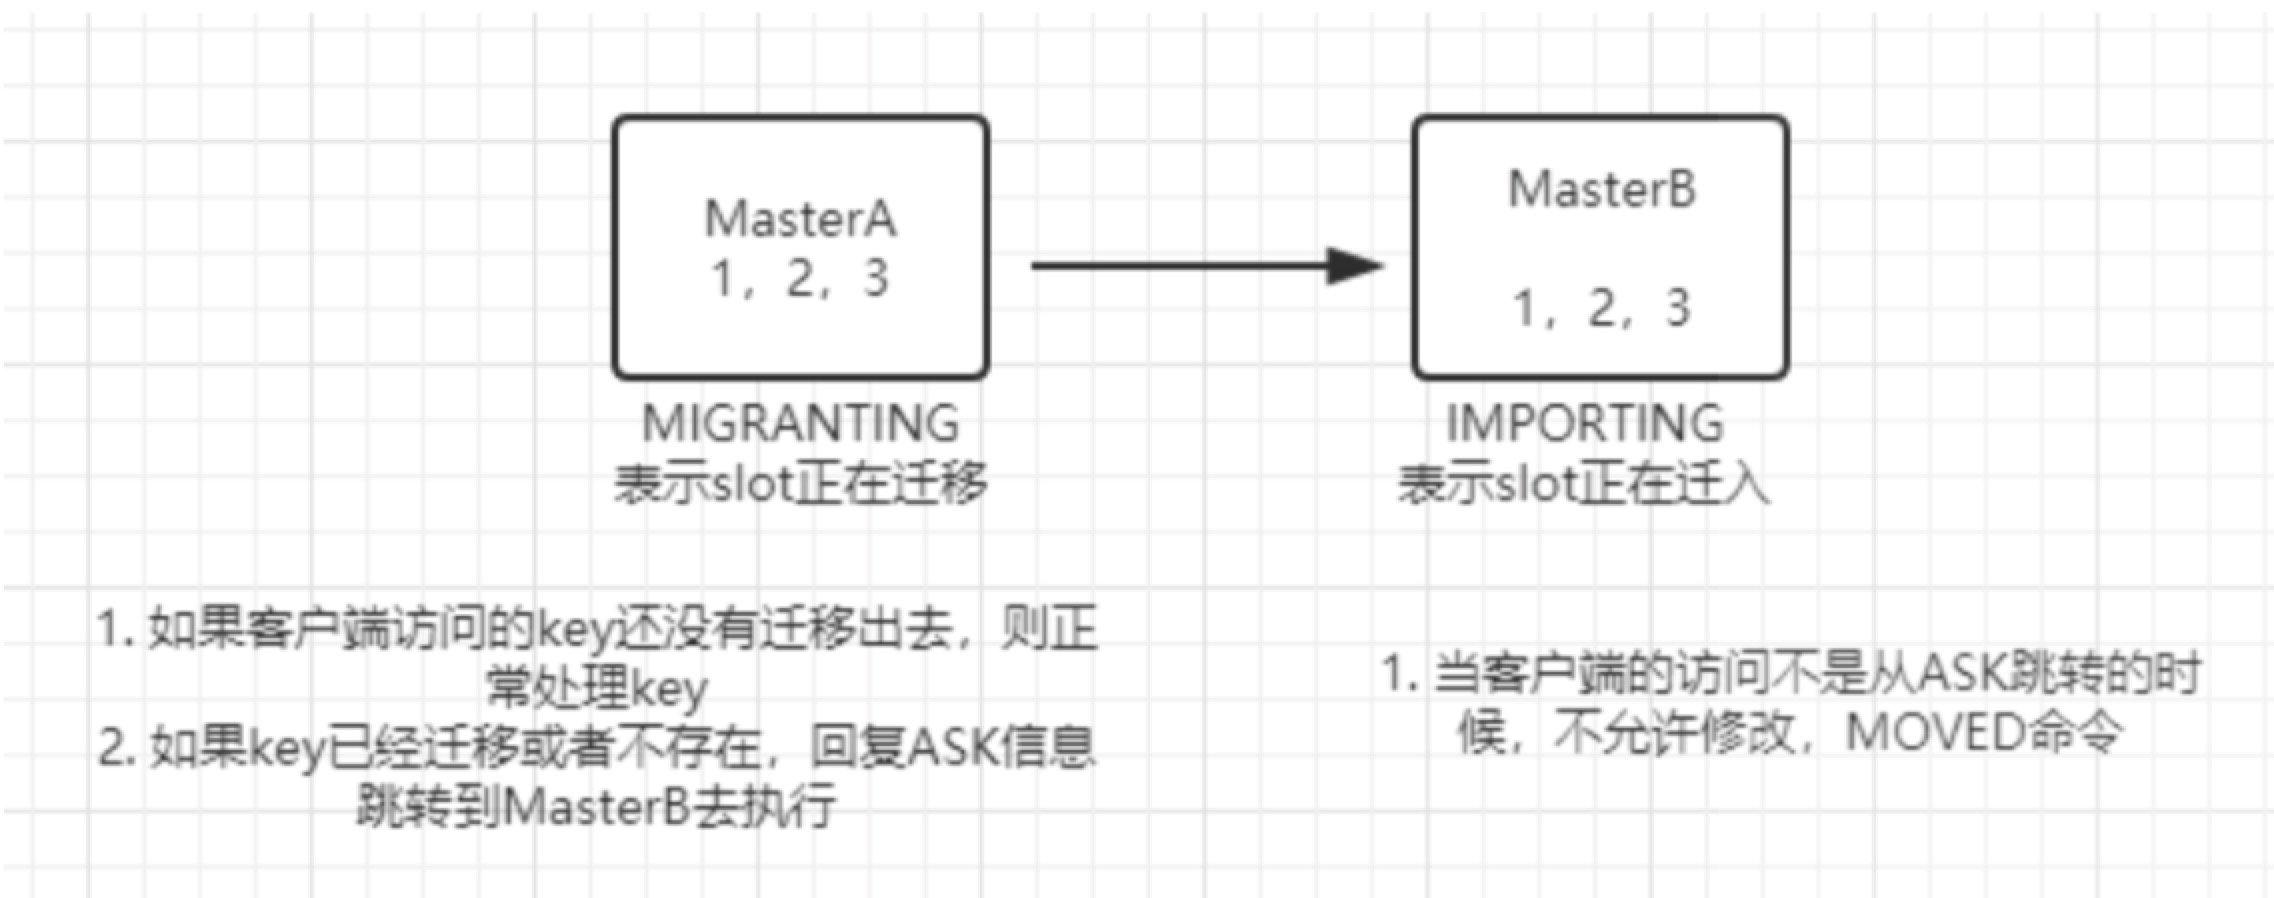 MasterA
1，2，3
MasterB
1，2，3
MIGRANTING
表示slot正在迁移
IMPORTING
表示slot正在迁入
1. 如果客户端访问的key还没有迁移出去，则正
常处理key
2. 如果key已经迁移或者不存在，回复ASK信息
跳转到MasterB去执行
1. 当客户端的访问不是从ASK跳转的时
候，不允许修改，MOVED命令